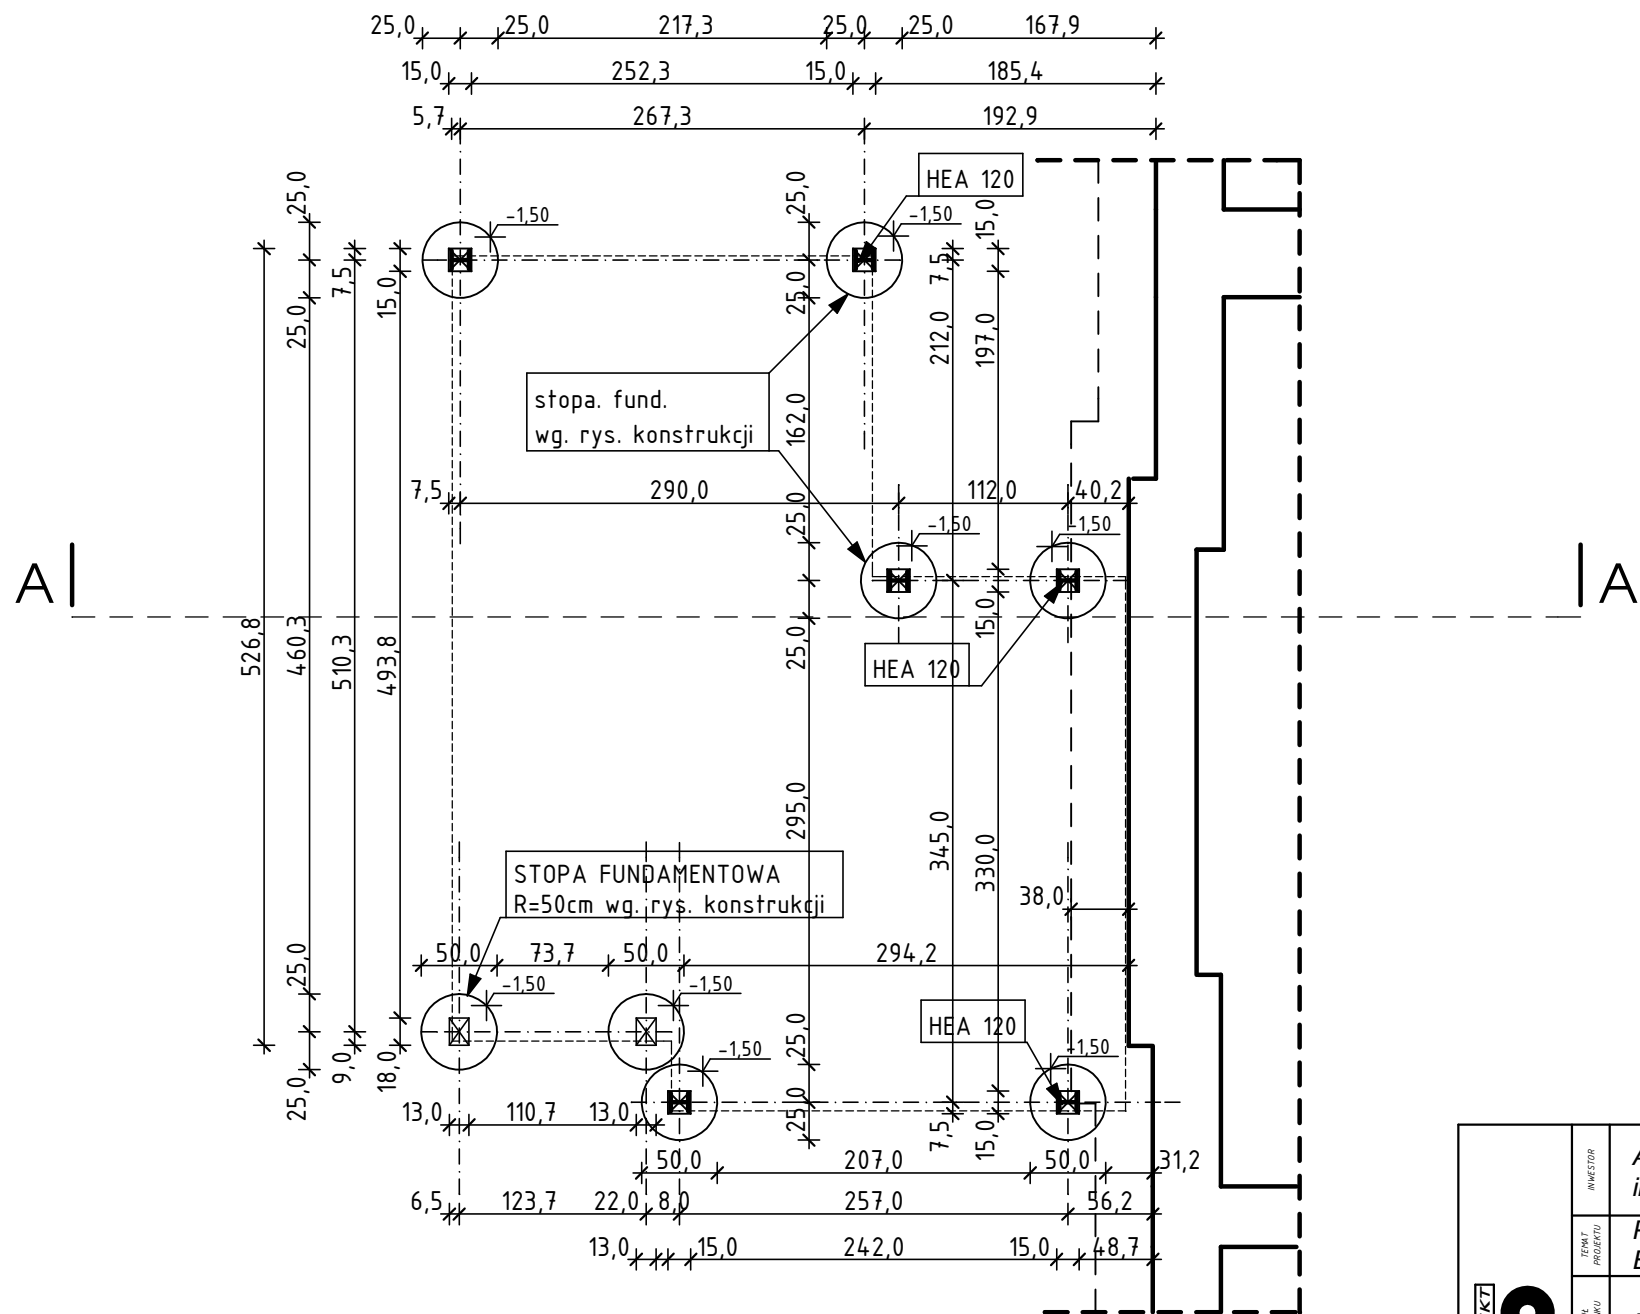 25,0 25,0 217,3 25,0 25,0 167,9
15,0 252,3 15,0 185,4
5,7 267,3 192,9
HEA 120
-1,50
-1,50
25,0
25,0
15,0
7,5
15,0
7,5
25,0
25,0
212,0
197,0
stopa. fund.
wg. rys. konstrukcji
162,0
7,5 290,0 112,0 40,2
25,0
-1,50
-1,50
A
A
526,8
460,3
510,3
493,8
25,0
15,0
HEA 120
295,0
345,0
330,0
STOPA FUNDAMENTOWA
R=50cm wg. rys. konstrukcji
38,0
50,0 73,7 50,0 294,2
25,0
-1,50
-1,50
HEA 120
25,0
-1,50
-1,50
9,0
18,0
25,0
25,0
7,5
15,0
13,0 110,7 13,0
50,0 207,0 50,0 31,2
6,5 123,7 22,0 8,0 257,0 56,2
13,0 15,0 242,0 15,0 48,7
INWESTOR
TEMAT
PROJEKTU